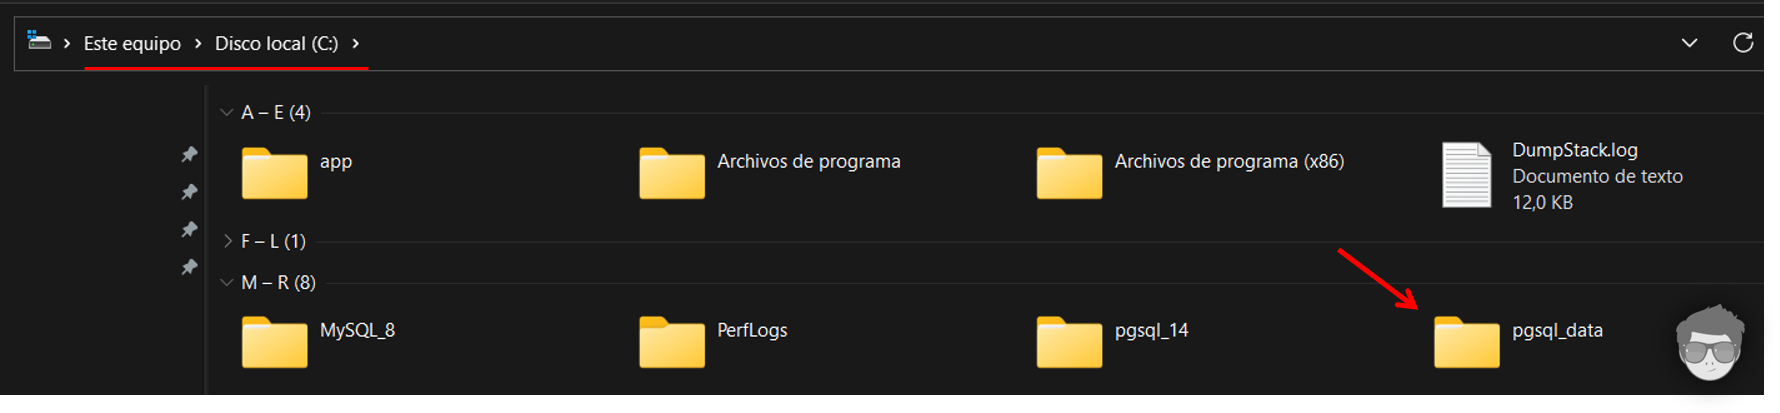 Este equipo > Disco local (C:) >
A – E (4)
app
Archivos de programa
Archivos de programa (x86)
DumpStack.log
Documento de texto
12,0 KB
F – L (1)
M – R (8)
MySQL_8
PerfLogs
pgsql_14
pgsql_data